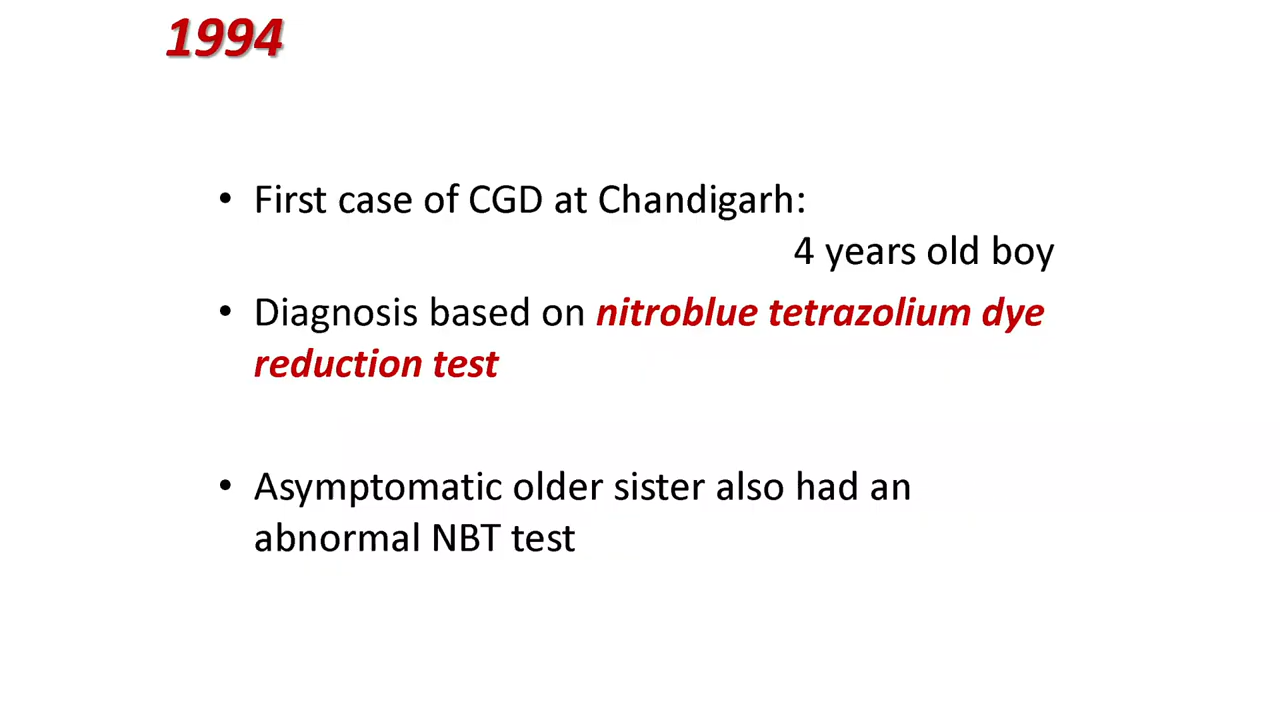 1994
• First case of CGD at Chandigarh:
4 years old boy
• Diagnosis based on nitroblue tetrazolium dye
reduction test
• Asymptomatic older sister also had an
abnormal NBT test